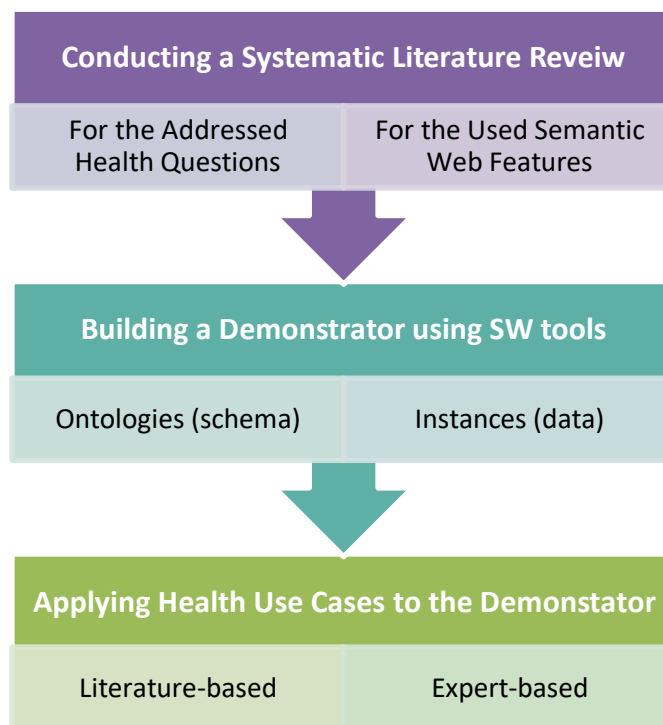 Conducting a Systematic Literature Reveiw
For the Addressed
Health Questions
For the Used Semantic
Web Features
Building a Demonstrator using SW tools
Ontologies (schema)
Instances (data)
Applying Health Use Cases to the Demonstator
Literature-based
Expert-based